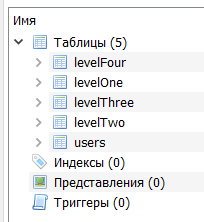 Имя
Таблицы (5)
levelFour
levelOne
levelThree
levelTwo
users
Индексы (0)
Представления (0)
Триггеры (0)